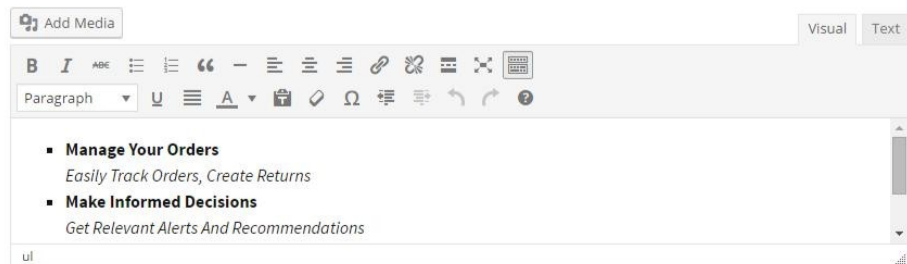 Add Media
Visual Text
B I ABC
Paragraph U A Ω
Manage Your Orders
Easily Track Orders, Create Returns
Make Informed Decisions
Get Relevant Alerts And Recommendations
ul